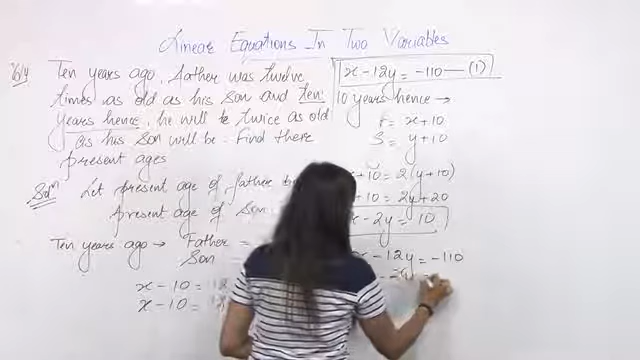 Linear Equations In Two Variables
Ten years ago, father was twelve
times as old as his son and ten
years hence, he will be twice as old
as his son will be. Find there
present ages
Let present age of father b
present age of Son
Ten years ago → Father =
Son
x - 10 = 12
x - 10 = 12
x - 12y = -110 — (1)
10 years hence →
F = x + 10
S = y + 10
x + 10 = 2(y + 10)
+ 10 = 2y + 20
x - 2y = 10
x - 12y = -110
- 2y